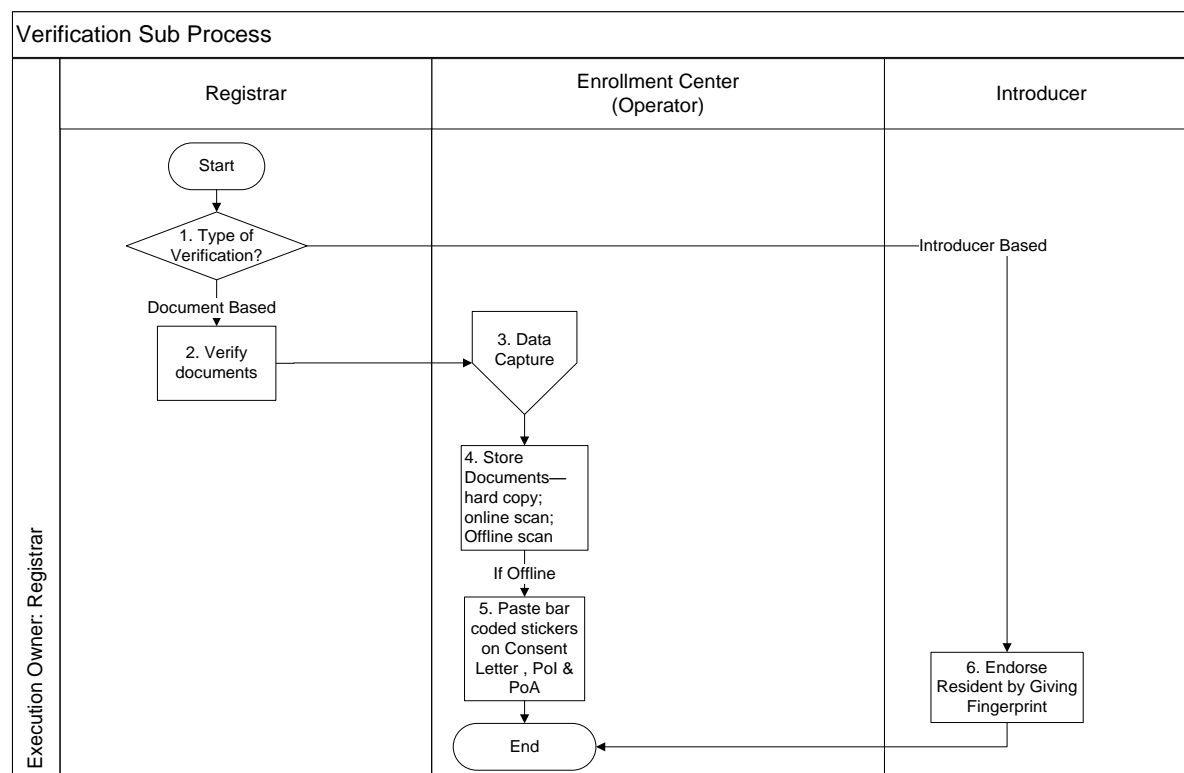 Verification Sub Process
Registrar
Enrollment Center
(Operator)
Introducer
Execution Owner: Registrar
Start
1. Type of
Verification?
Introducer Based
Document Based
2. Verify
documents
3. Data
Capture
4. Store
Documents—
hard copy;
online scan;
Offline scan
If Offline
5. Paste bar
coded stickers
on Consent
Letter , PoI &
PoA
6. Endorse
Resident by Giving
Fingerprint
End